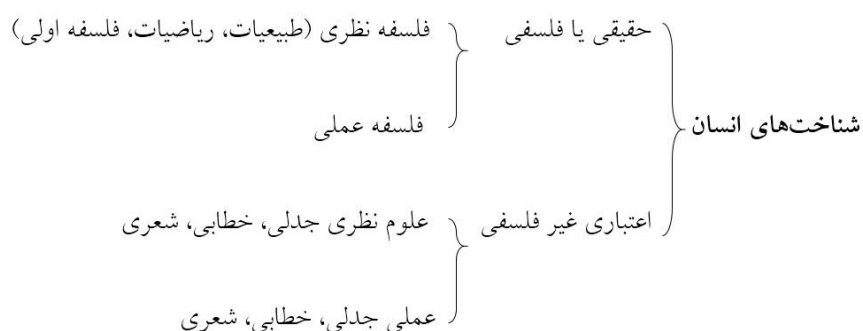 حقیقی یا فلسفی فلسفه نظری (طبیعیات، ریاضیات، فلسفه اولی)
شناخت‌های انسان
فلسفه عملی
اعتباری غیر فلسفی علوم نظری جدلی، خطابی، شعری
عملی جدلی، خطابی، شعری